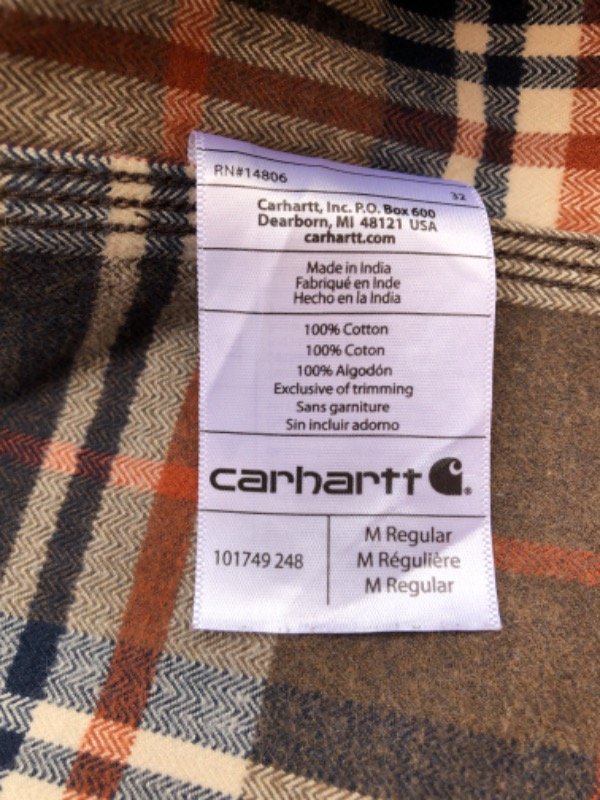 RN#14806
32
Carhartt, Inc. P.O. Box 600
Dearborn, MI 48121 USA
carhartt.com
Made in India
Fabriqué en Inde
Hecho en la India
100% Cotton
100% Coton
100% Algodón
Exclusive of trimming
Sans garniture
Sin incluir adorno
carhartt
101749 248
M Regular
M Régulière
M Regular